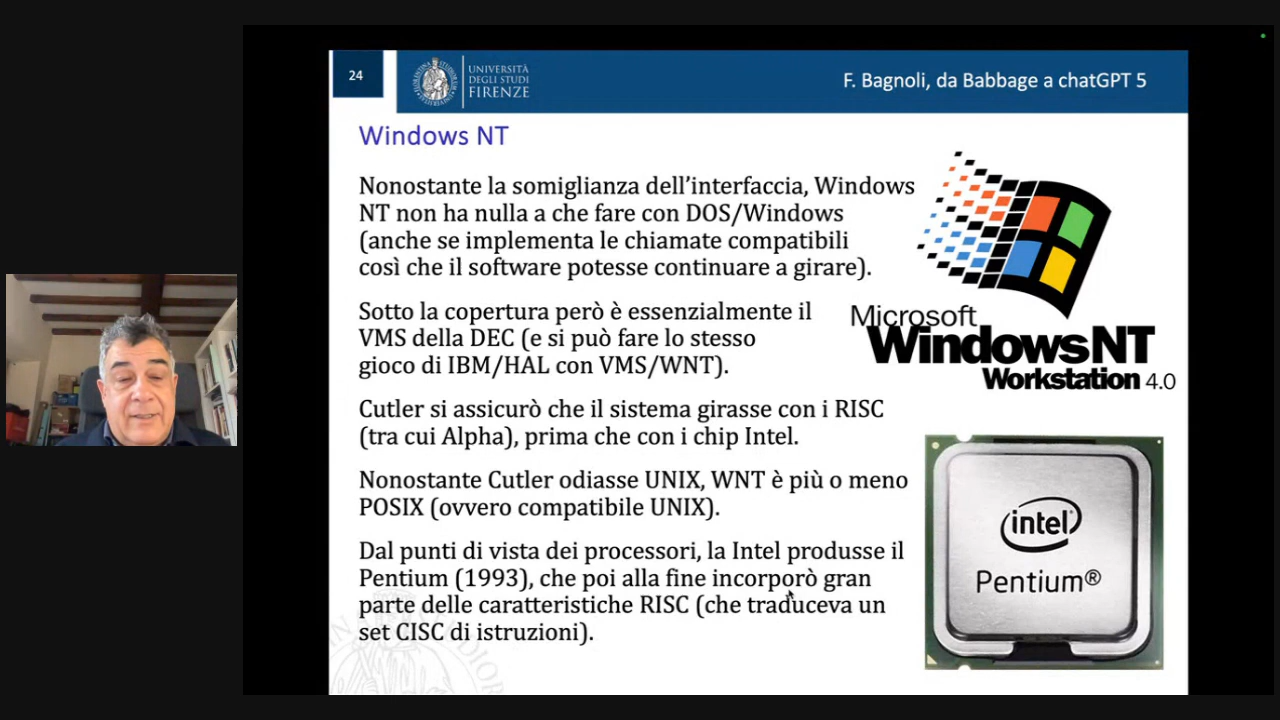 24
UNIVERSITÀ
DEGLI STUDI
FIRENZE
F. Bagnoli, da Babbage a chatGPT 5
Windows NT
Nonostante la somiglianza dell'interfaccia, Windows
NT non ha nulla a che fare con DOS/Windows
(anche se implementa le chiamate compatibili
così che il software potesse continuare a girare).
Sotto la copertura però è essenzialmente il
VMS della DEC (e si può fare lo stesso
gioco di IBM/HAL con VMS/WNT).
Cutler si assicurò che il sistema girasse con i RISC
(tra cui Alpha), prima che con i chip Intel.
Nonostante Cutler odiasse UNIX, WNT è più o meno
POSIX (ovvero compatibile UNIX).
Dal punti di vista dei processori, la Intel produsse il
Pentium (1993), che poi alla fine incorporò gran
parte delle caratteristiche RISC (che traduceva un
set CISC di istruzioni).
Microsoft
WindowsNT
Workstation 4.0
intel
Pentium®